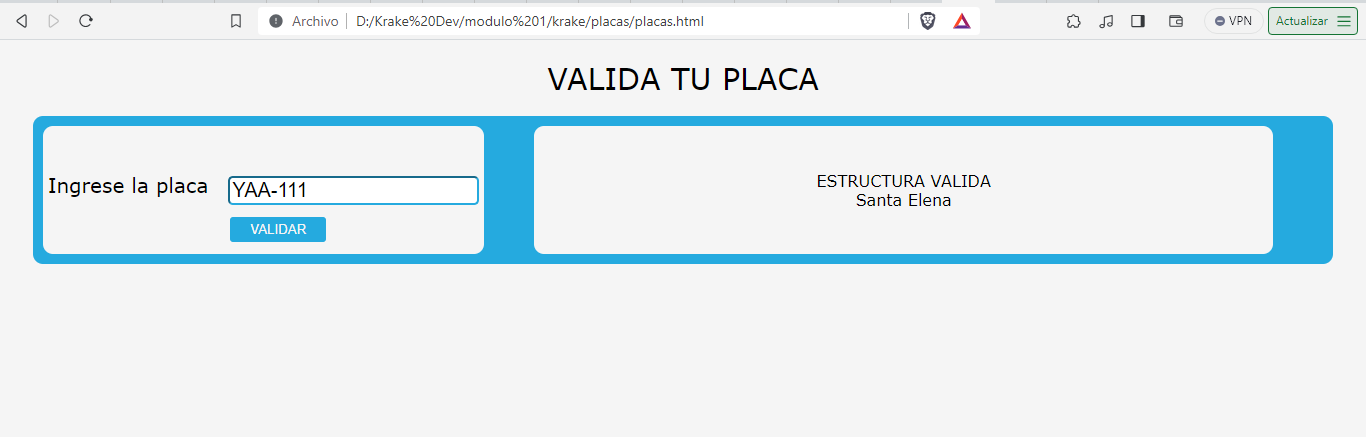 Archivo D:/Krake%20Dev/modulo%201/krake/placas/placas.html VPN Actualizar
VALIDA TU PLACA
Ingrese la placa YAA-111
VALIDAR
ESTRUCTURA VALIDA
Santa Elena